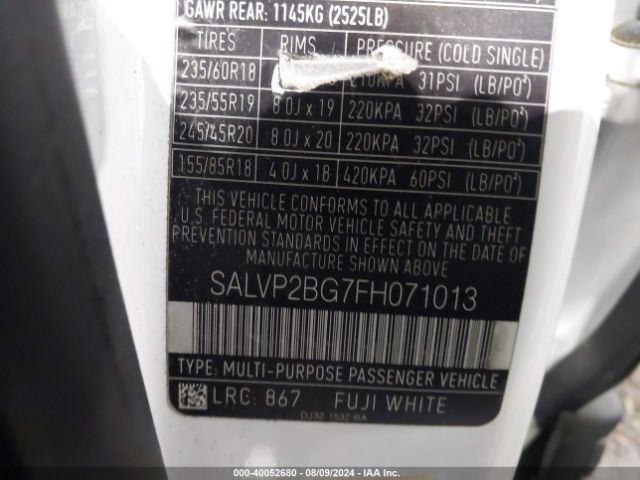 GAWR REAR: 1145KG (2525LB)
TIRES RIMS PRESSURE (COLD SINGLE)
235/60R18 210KPA 31PSI (LB/PO²)
235/55R19 8.0J x 19 220KPA 32PSI (LB/PO²)
245/45R20 8.0J x 20 220KPA 32PSI (LB/PO²)
155/85R18 4.0J x 18 420KPA 60PSI (LB/PO²)
THIS VEHICLE CONFORMS TO ALL APPLICABLE
U.S. FEDERAL MOTOR VEHICLE SAFETY AND THEFT
PREVENTION STANDARDS IN EFFECT ON THE DATE
OF MANUFACTURE SHOWN ABOVE
SALVP2BG7FH071013
TYPE: MULTI-PURPOSE PASSENGER VEHICLE
LRC: 867 FUJI WHITE
DJ32-1532-BA
000-40052680 - 08/09/2024 - IAA Inc.